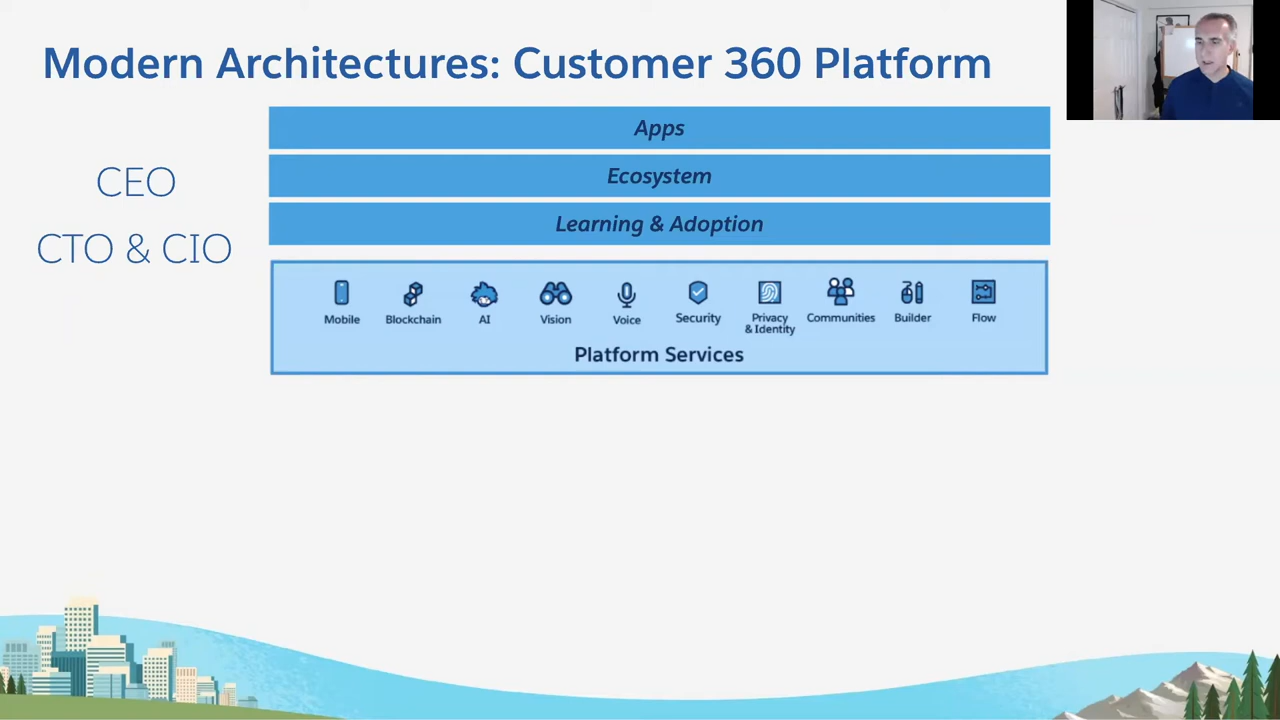 Modern Architectures: Customer 360 Platform
CEO
CTO & CIO
Apps
Ecosystem
Learning & Adoption
Mobile
Blockchain
AI
Vision
Voice
Security
Privacy
& Identity
Communities
Builder
Flow
Platform Services